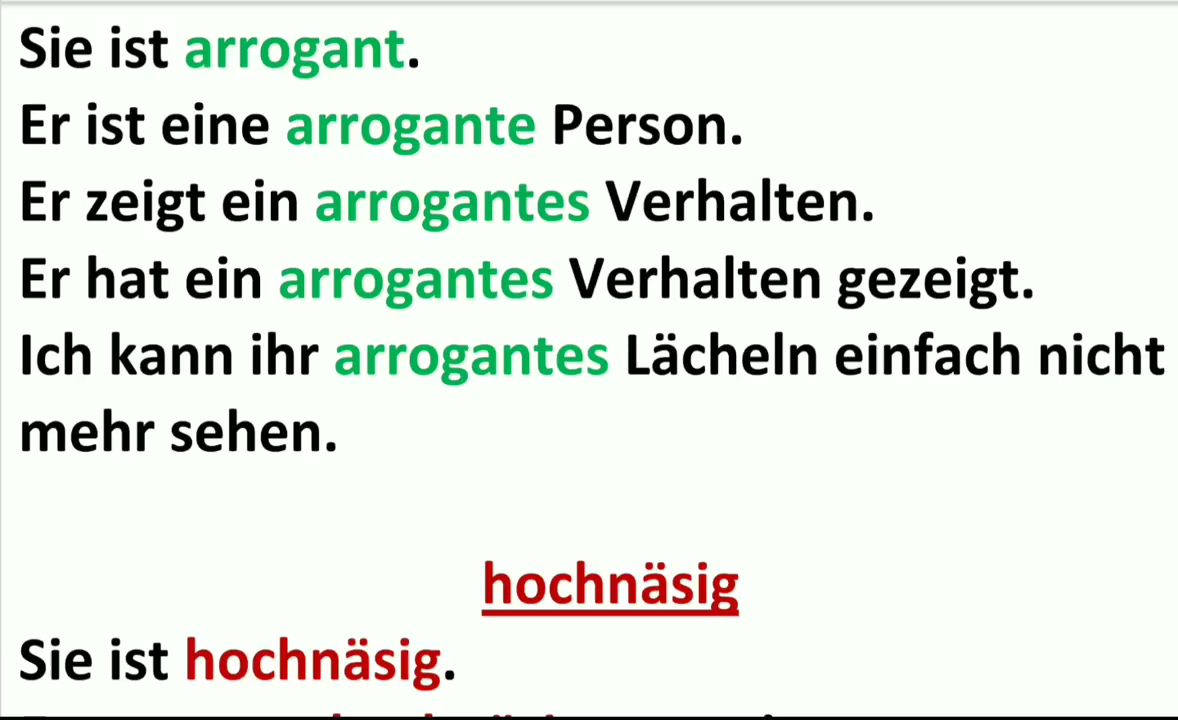 Sie ist arrogant.
Er ist eine arrogante Person.
Er zeigt ein arrogantes Verhalten.
Er hat ein arrogantes Verhalten gezeigt.
Ich kann ihr arrogantes Lächeln einfach nicht
mehr sehen.
hochnäsig
Sie ist hochnäsig.